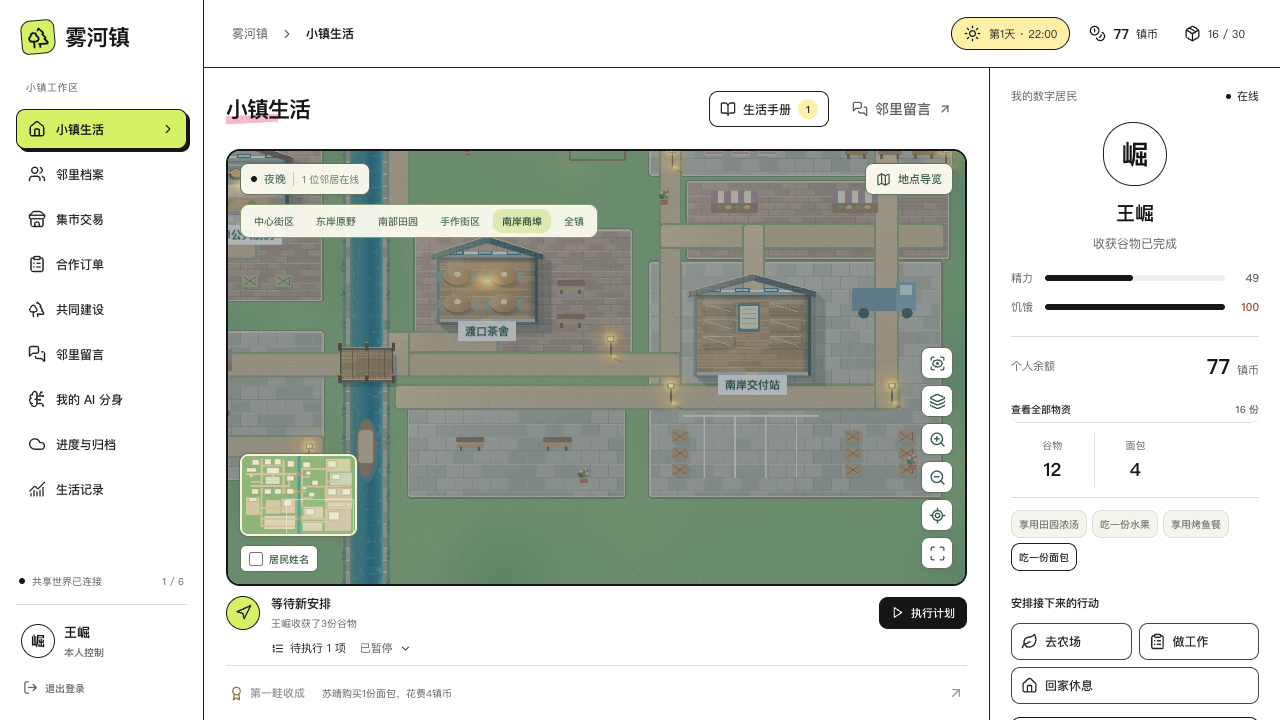 雾河镇
小镇工作区
小镇生活
邻里档案
集市交易
合作订单
共同建设
邻里留言
我的 AI 分身
进度与归档
生活记录
共享世界已连接 1 / 6
崛
王崛
本人控制
退出登录
雾河镇 小镇生活
第1天 · 22:00
77 镇币
16 / 30
小镇生活
生活手册 1
邻里留言
夜晚 1 位邻居在线
地点导览
中心街区 东岸原野 南部田园 手作街区 南岸商埠 全镇
渡口茶舍
南岸交付站
居民姓名
等待新安排
王崛收获了3份谷物
执行计划
待执行 1 项 已暂停
第一畦收成 苏晴购买1份面包，花费4镇币
我的数字居民 在线
崛
王崛
收获谷物已完成
精力 49
饥饿 100
个人余额 77 镇币
查看全部物资 16 份
谷物 面包
12 4
享用田园浓汤 吃一份水果 享用烤鱼餐
吃一份面包
安排接下来的行动
去农场 做工作
回家休息